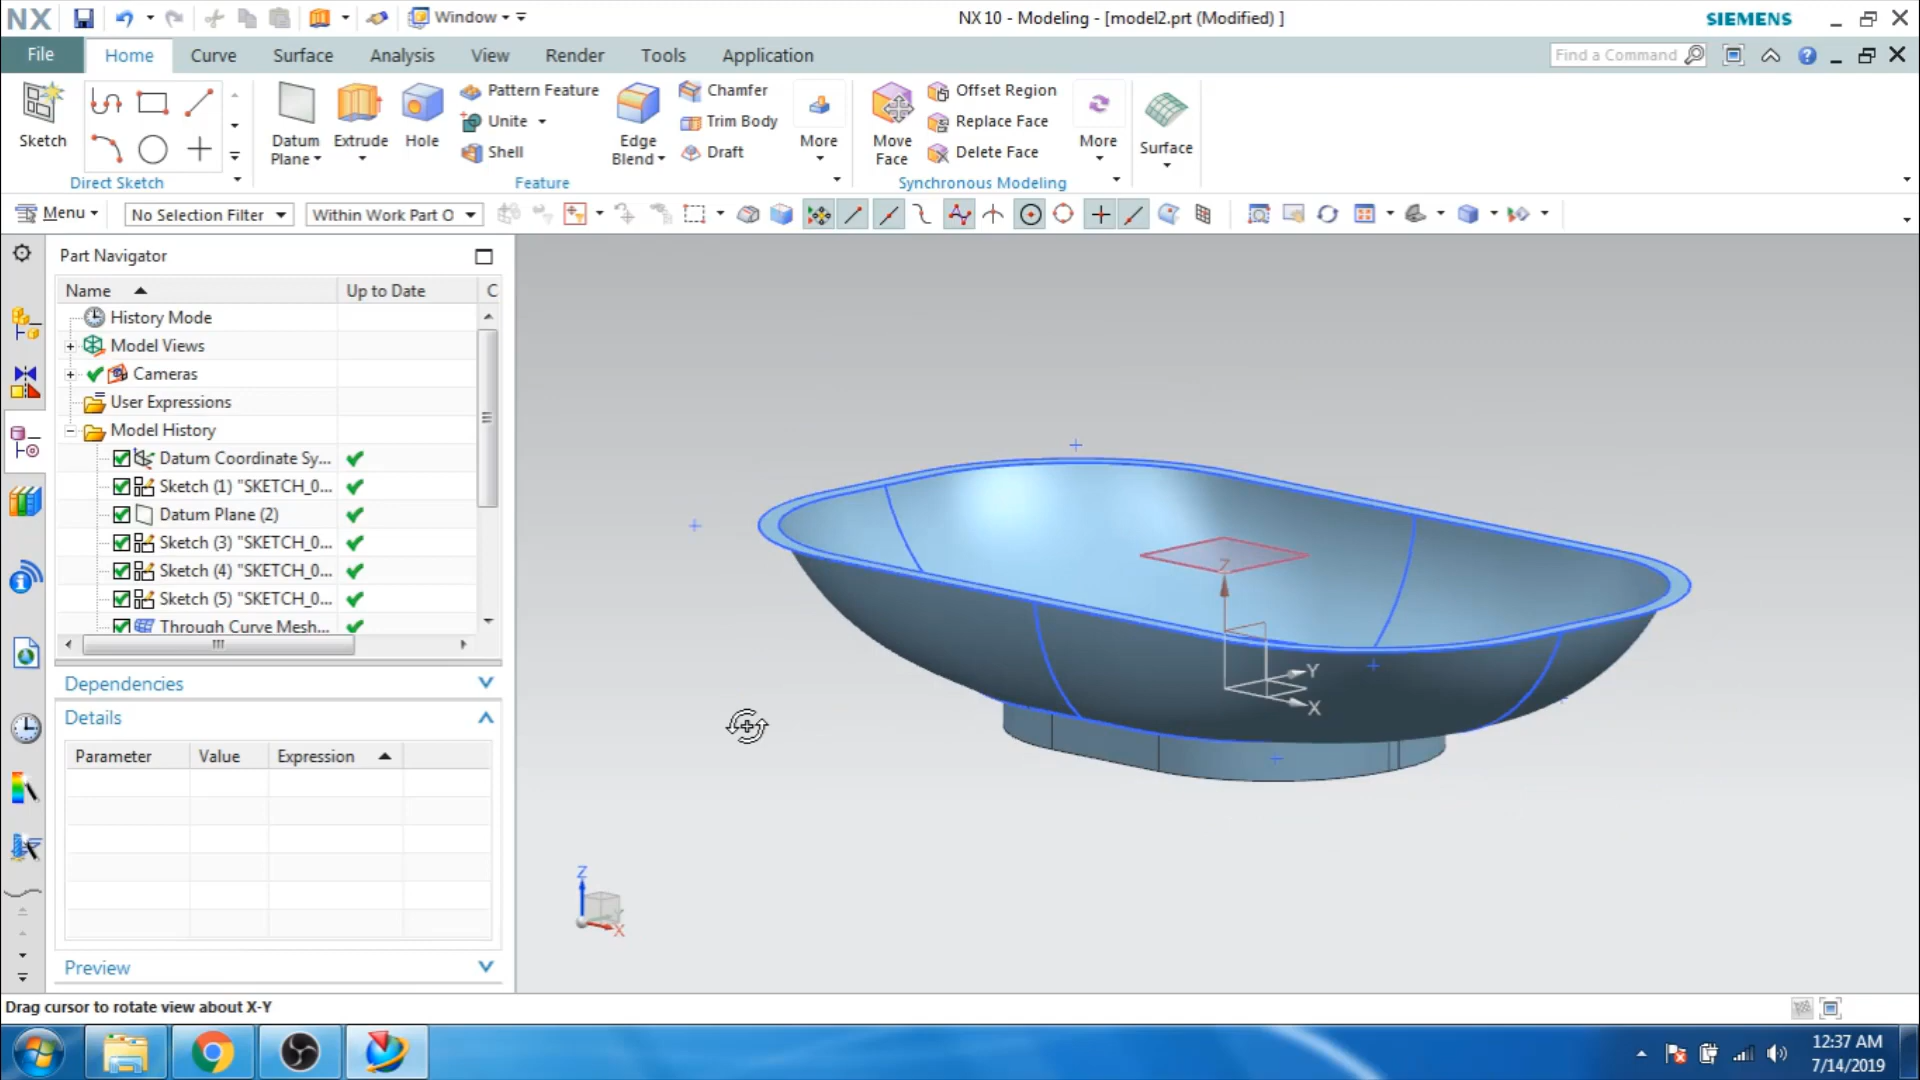 NX Window NX 10 - Modeling - [model2.prt (Modified) ] SIEMENS
File Home Curve Surface Analysis View Render Tools Application Find a Command
Sketch Datum Plane Extrude Hole Pattern Feature Unite Shell Edge Blend Chamfer Trim Body Draft More Move Face Offset Region Replace Face Delete Face More Surface
Direct Sketch Feature Synchronous Modeling
Menu No Selection Filter Within Work Part O
Part Navigator
Name Up to Date C
History Mode
Model Views
Cameras
User Expressions
Model History
Datum Coordinate Sy...
Sketch (1) "SKETCH_0...
Datum Plane (2)
Sketch (3) "SKETCH_0...
Sketch (4) "SKETCH_0...
Sketch (5) "SKETCH_0...
Through Curve Mesh...
Dependencies
Details
Parameter Value Expression
Preview
Z
Y
X
Z
Y
X
Drag cursor to rotate view about X-Y
12:37 AM
7/14/2019